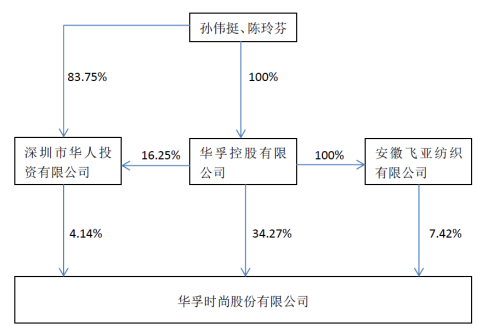 孙伟挺、陈玲芬
83.75%
100%
深圳市华人投
资有限公司
16.25%
华孚控股有限
公司
100%
安徽飞亚纺织
有限公司
4.14%
34.27%
7.42%
华孚时尚股份有限公司